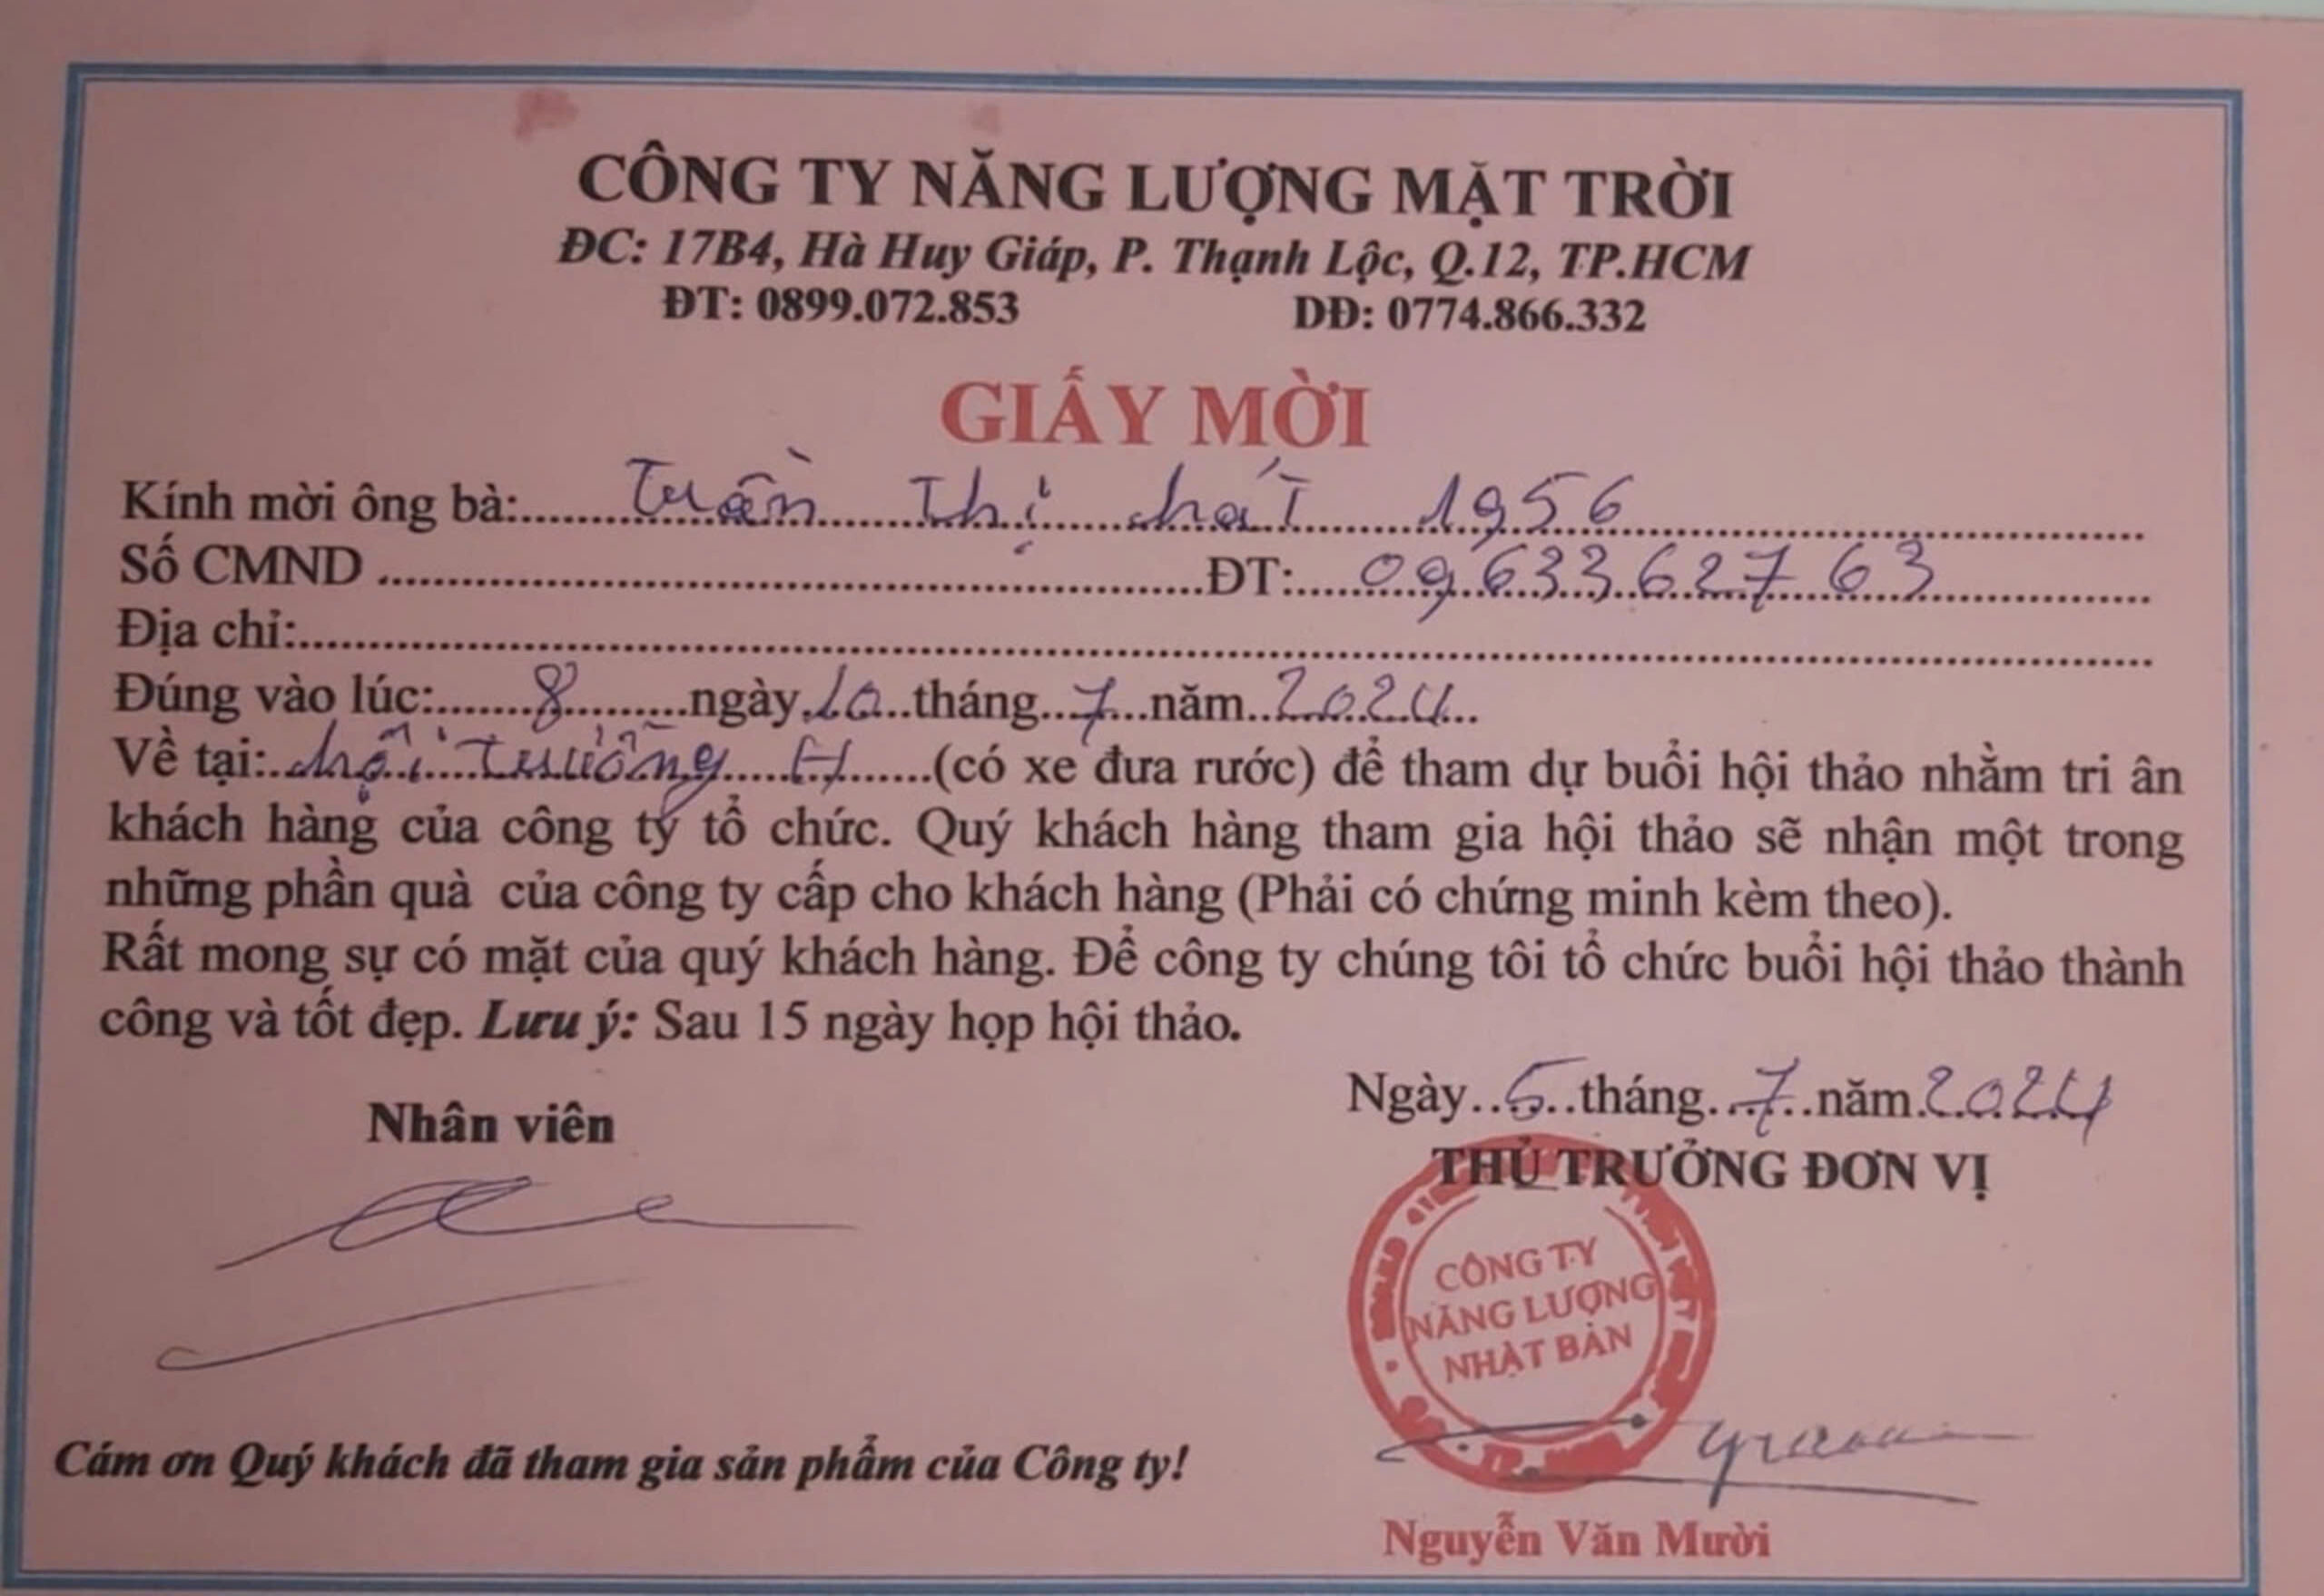 CÔNG TY NĂNG LƯỢNG MẶT TRỜI
ĐC: 17B4, Hà Huy Giáp, P. Thạnh Lộc, Q.12, TP.HCM
ĐT: 0899.072.853 DĐ: 0774.866.332
GIẤY MỜI
Kính mời ông bà: Trần Thị hát 1956
Số CMND ĐT: 0963362763
Địa chỉ:
Đúng vào lúc: 8 ngày 10 tháng 7 năm 2024
Về tại: hội trường H (có xe đưa rước) để tham dự buổi hội thảo nhằm tri ân
khách hàng của công ty tổ chức. Quý khách hàng tham gia hội thảo sẽ nhận một trong
những phần quà của công ty cấp cho khách hàng (Phải có chứng minh kèm theo).
Rất mong sự có mặt của quý khách hàng. Để công ty chúng tôi tổ chức buổi hội thảo thành
công và tốt đẹp. Lưu ý: Sau 15 ngày họp hội thảo.
Ngày 5 tháng 7 năm 2024
Nhân viên
THỦ TRƯỞNG ĐƠN VỊ
CÔNG TY
NĂNG LƯỢNG
NHẬT BẢN
Cám ơn Quý khách đã tham gia sản phẩm của Công ty!
Nguyễn Văn Mười